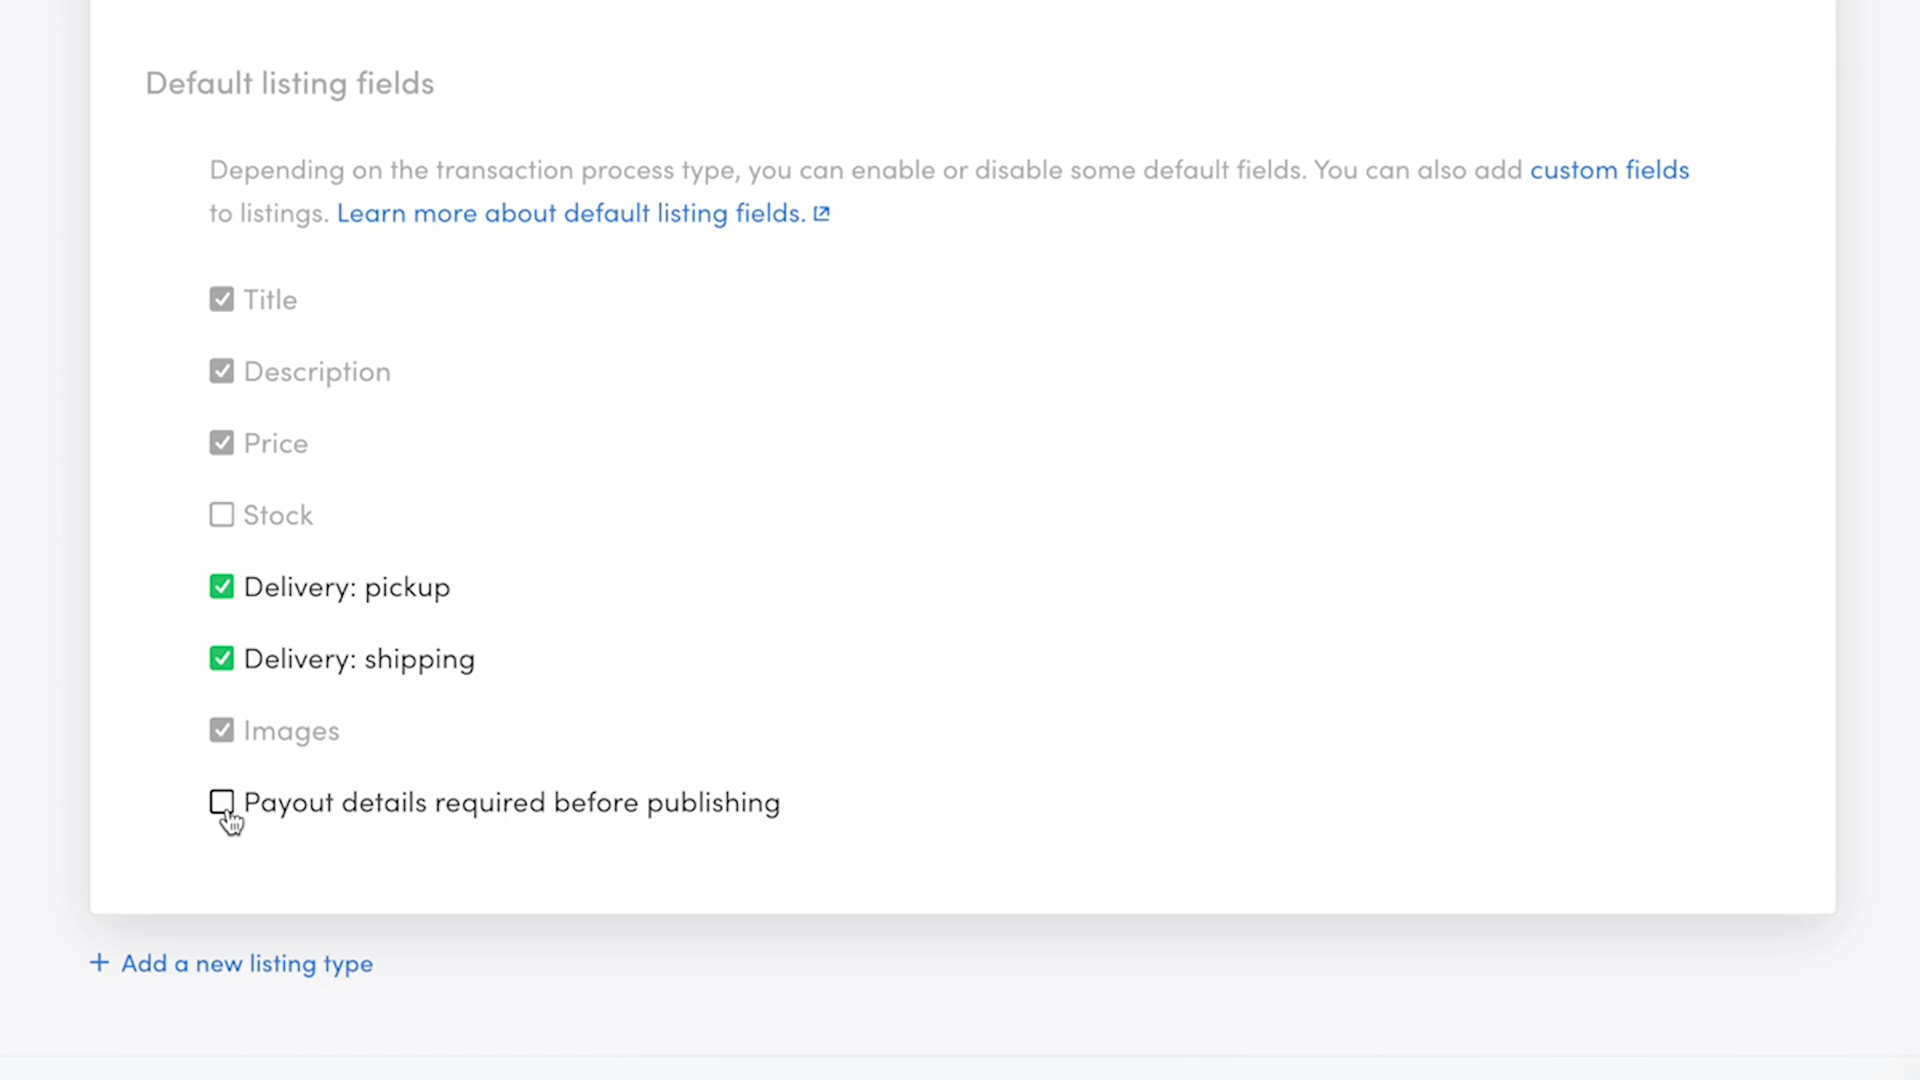 Default listing fields
Depending on the transaction process type, you can enable or disable some default fields. You can also add custom fields
to listings. Learn more about default listing fields.
Title
Description
Price
Stock
Delivery: pickup
Delivery: shipping
Images
Payout details required before publishing
+ Add a new listing type